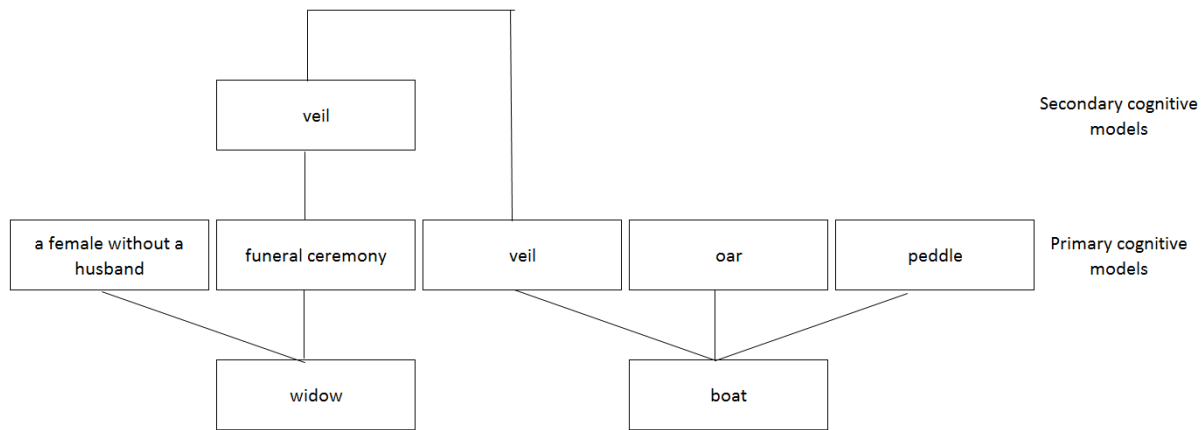 veil
Secondary cognitive
models
a female without a
husband
funeral ceremony
veil
oar
peddle
Primary cognitive
models
widow
boat